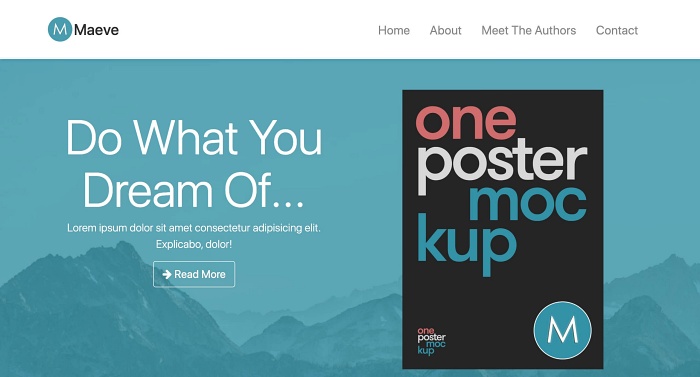 M Maeve
Home About Meet The Authors Contact
Do What You
Dream Of...
Lorem ipsum dolor sit amet consectetur adipisicing elit.
Explicabo, dolor!
Read More
one
poster
moc
kup
one
poster
moc
kup
M